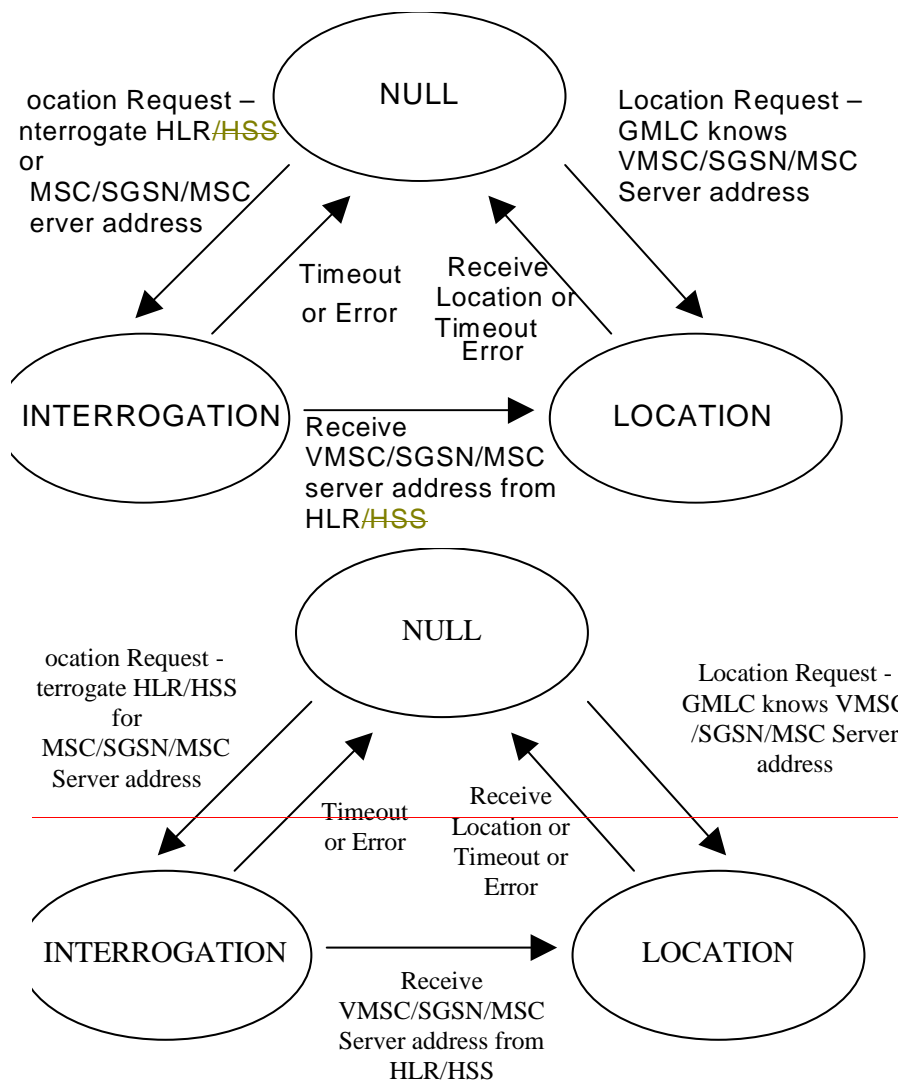 NULL
ocation Request –
nterrogate HLR/HSS
or
MSC/SGSN/MSC
erver address
Location Request –
GMLC knows
VMSC/SGSN/MSC
Server address
Timeout
or Error
Receive
Location or
Timeout
Error
INTERROGATION
LOCATION
Receive
VMSC/SGSN/MSC
server address from
HLR/HSS
NULL
ocation Request -
terrogate HLR/HSS
for
MSC/SGSN/MSC
Server address
Location Request -
GMLC knows VMSC
/SGSN/MSC Server
address
Timeout
or Error
Receive
Location or
Timeout or
Error
INTERROGATION
LOCATION
Receive
VMSC/SGSN/MSC
Server address from
HLR/HSS